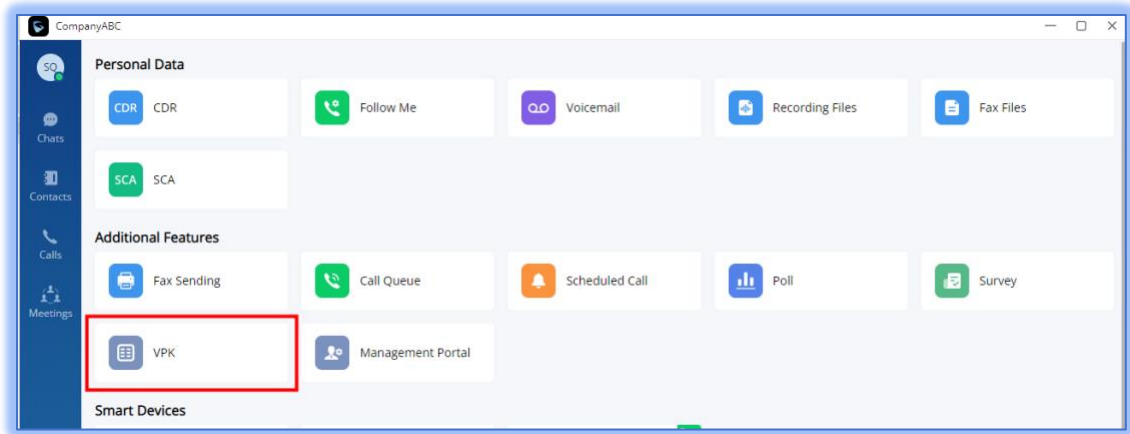 CompanyABC
SQ
Chats
Contacts
Calls
Meetings
Personal Data
CDR CDR
Follow Me
Voicemail
Recording Files
Fax Files
SCA SCA
Additional Features
Fax Sending
Call Queue
Scheduled Call
Poll
Survey
VPK
Management Portal
Smart Devices